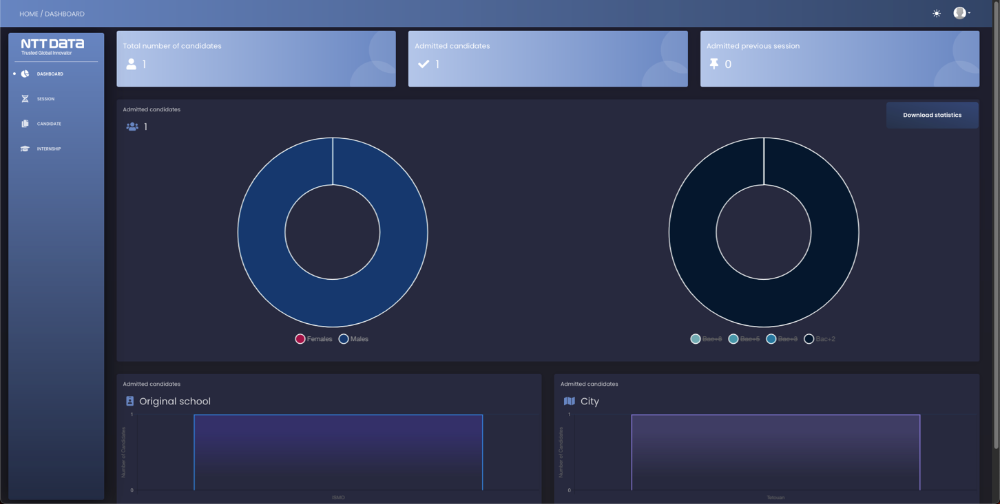 HOME / DASHBOARD
NTT DATA
Trusted Global Innovator
DASHBOARD
SESSION
CANDIDATE
INTERNSHIP
Total number of candidates
1
Admitted candidates
1
Admitted previous session
0
Admitted candidates
1
Download statistics
Females Males
Bac+8 Bac+5 Bac+3 Bac+2
Admitted candidates
Original school
1
Number of Candidates
0
ISMO
Admitted candidates
City
1
Number of Candidates
0
Tetouan